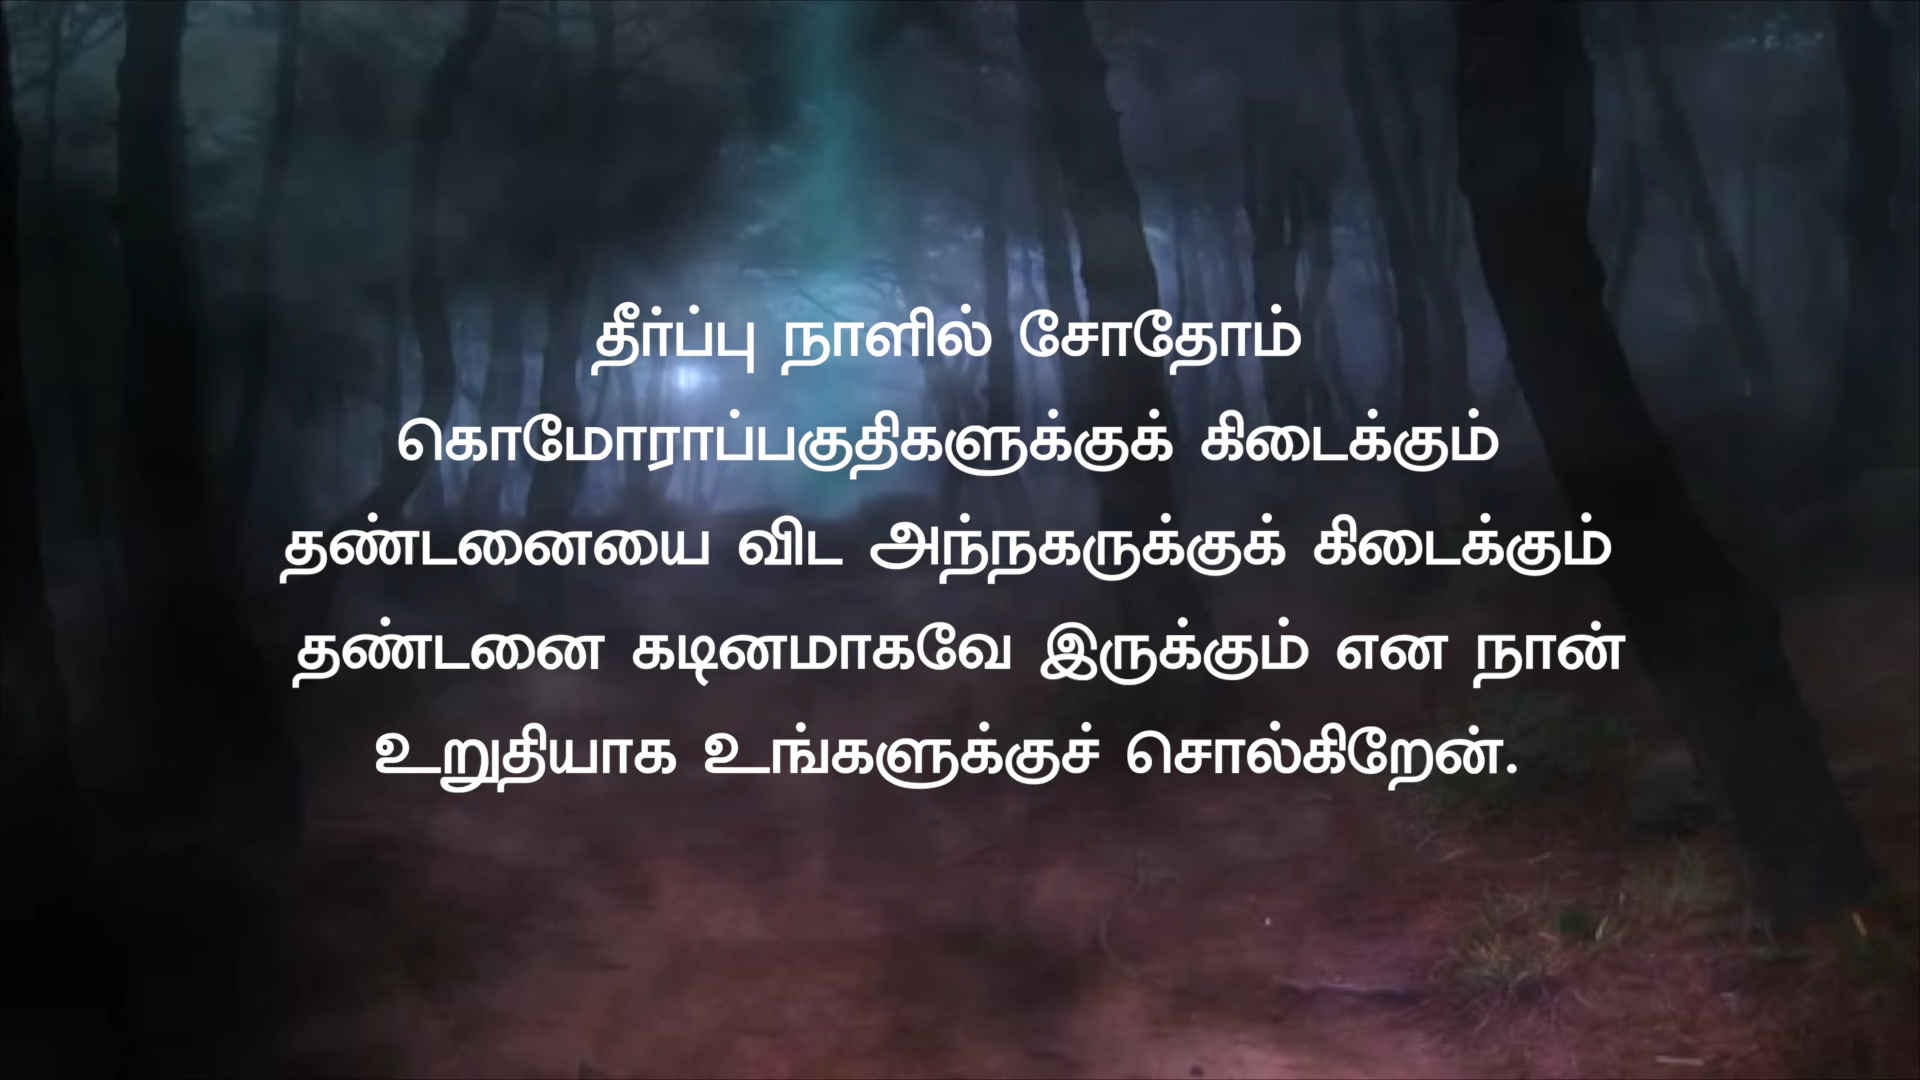 தீர்ப்பு நாளில் சோதோம்
கொமோராப்பகுதிகளுக்குக் கிடைக்கும்
தண்டனையை விட அந்நகருக்குக் கிடைக்கும்
தண்டனை கடினமாகவே இருக்கும் என நான்
உறுதியாக உங்களுக்குச் சொல்கிறேன்.